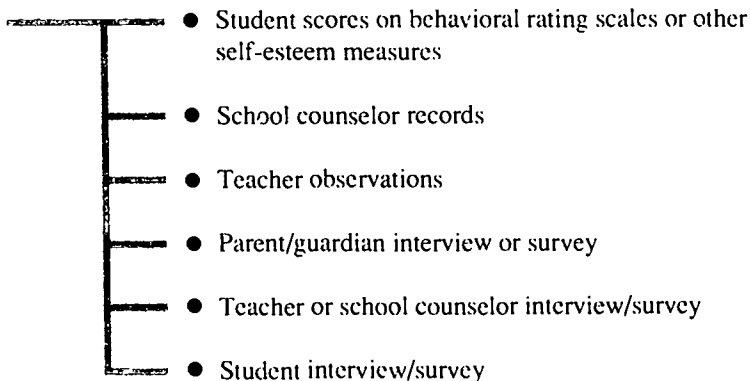 ● Student scores on behavioral rating scales or other
self-esteem measures
● School counselor records
● Teacher observations
● Parent/guardian interview or survey
● Teacher or school counselor interview/survey
● Student interview/survey